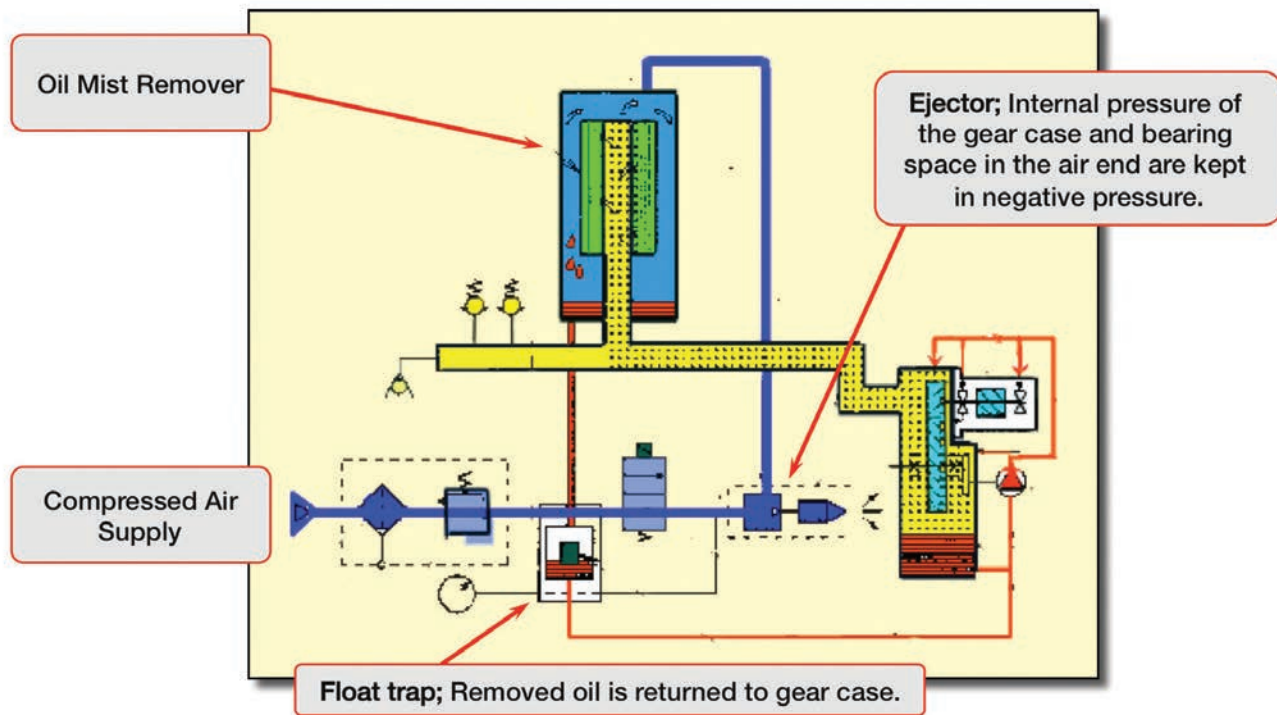 Oil Mist Remover
Ejector; Internal pressure of
the gear case and bearing
space in the air end are kept
in negative pressure.
Compressed Air
Supply
Float trap; Removed oil is returned to gear case.